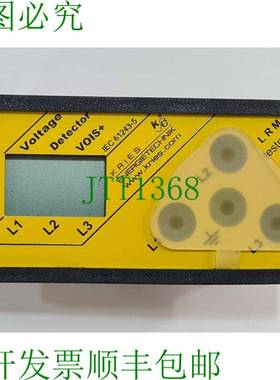 图必究
Voltage
Detector
VOIS+
IEC 61243-5
KRIES
ENERGIETECHNIK
www.kries.com
L R M
L2
L1
L1 L2 L3
L3
JTT1368
开发票顺丰包邮